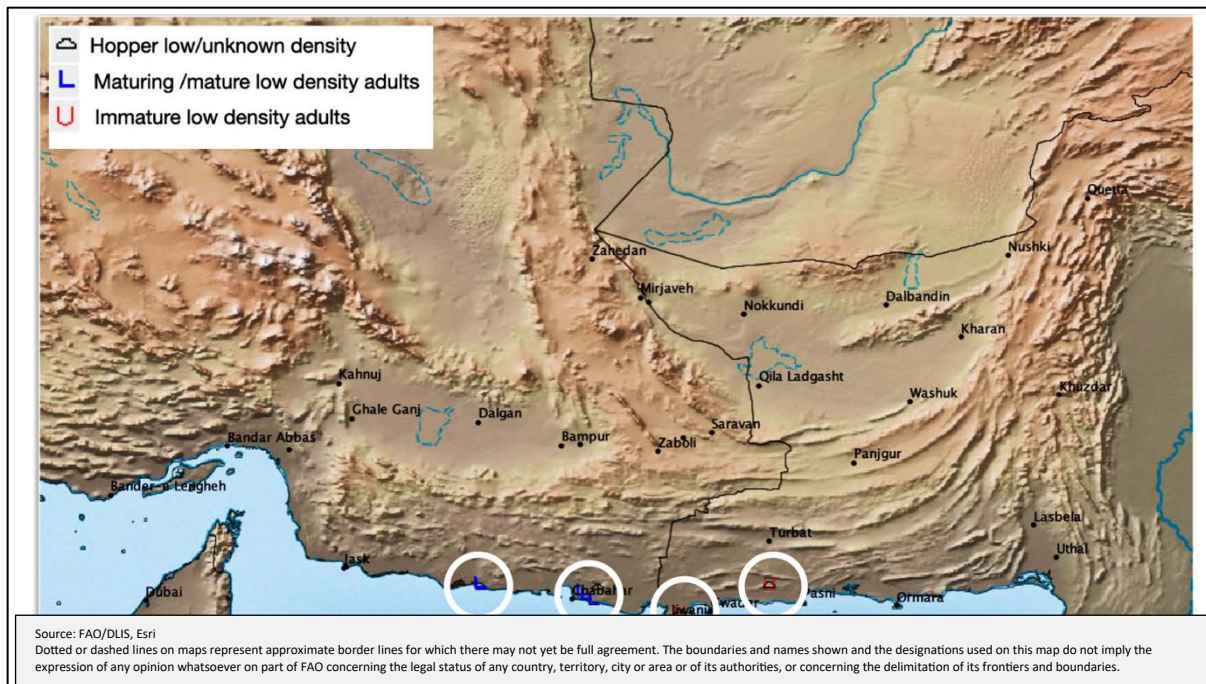 Hopper low/unknown density
Maturing /mature low density adults
Immature low density adults
Quetta
Zahedan
Nushki
Mirjaveh
Nokkundi
Dalbandin
Kharan
Kahnuj
Qila Ladgasht
Khuzdar
Washuk
Ghale Ganj
Dalgan
Saravan
Bandar Abbas
Bampur
Zaboli
Panjgur
Bander-e Lengheh
Lasbela
Turbat
Uthal
Jask
Dubai
Chabahar
Ormara
Source: FAO/DLIS, Esri
Dotted or dashed lines on maps represent approximate border lines for which there may not yet be full agreement. The boundaries and names shown and the designations used on this map do not imply the
expression of any opinion whatsoever on part of FAO concerning the legal status of any country, territory, city or area or of its authorities, or concerning the delimitation of its frontiers and boundaries.